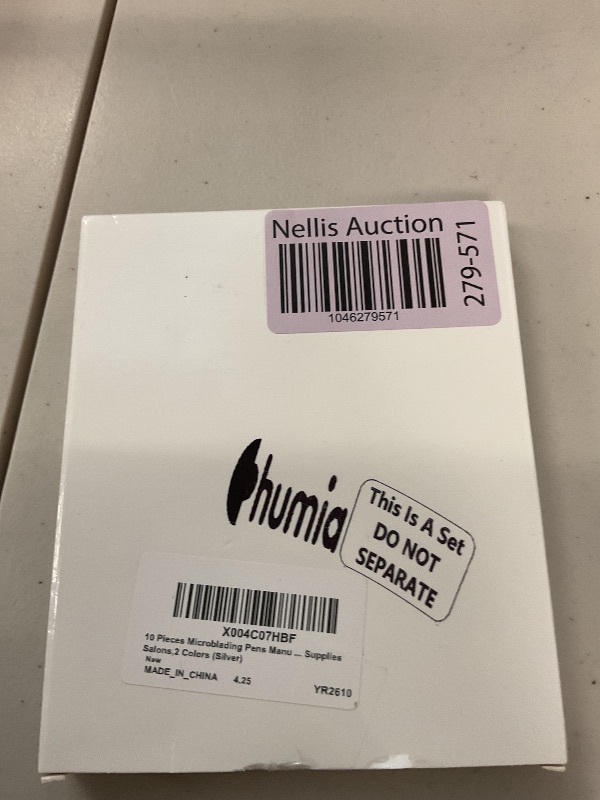 Nellis Auction
279-571
1046279571
humia
This Is A Set
DO NOT
SEPARATE
X004C07HBF
10 Pieces Microblading Pens Manu ... Supplies
Salons,2 Colors (Silver)
New
MADE_IN_CHINA 4.25
YR2610